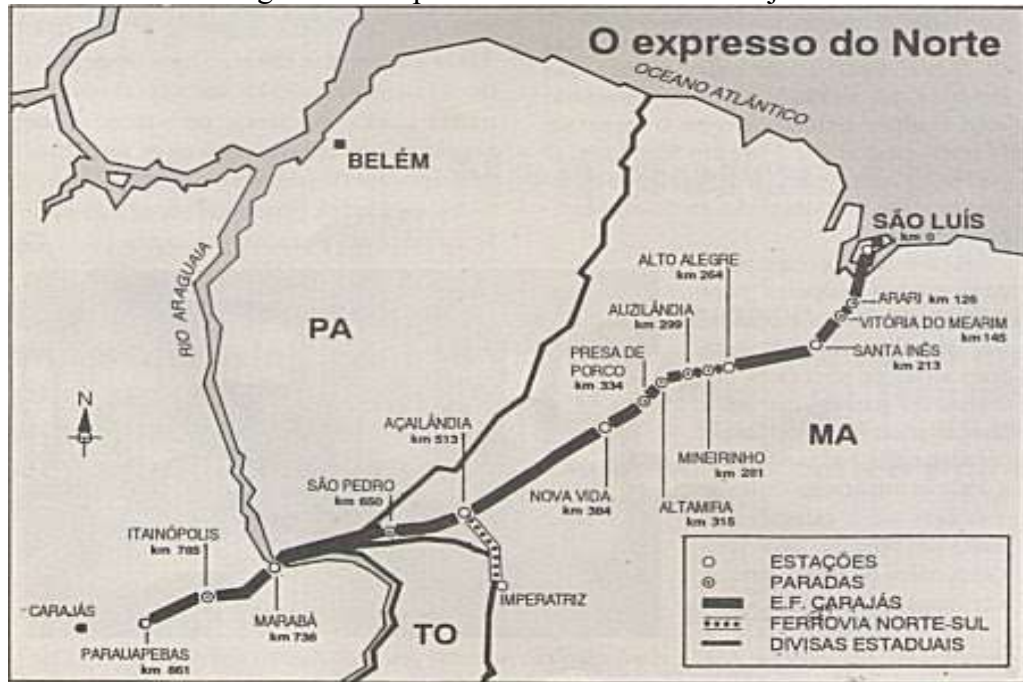 O expresso do Norte
OCEANO ATLÂNTICO
BELÉM
SÃO LUÍS
km 0
RIO ARAGUAIA
PA
ALTO ALEGRE
km 264
ARARI km 126
AUZILÂNDIA
km 299
VITÓRIA DO MEARIM
km 145
PRESA DE
PORCO
km 334
SANTA INÊS
km 213
N
AÇAILÂNDIA
km 513
MA
MINEIRINHO
km 281
SÃO PEDRO
km 650
NOVA VIDA
km 384
ALTAMIRA
km 315
ITAINÓPOLIS
km 785
IMPERATRIZ
CARAJÁS
MARABÁ
km 736
TO
PARAUAPEBAS
km 861
ESTAÇÕES
PARADAS
E.F. CARAJÁS
FERROVIA NORTE-SUL
DIVISAS ESTADUAIS